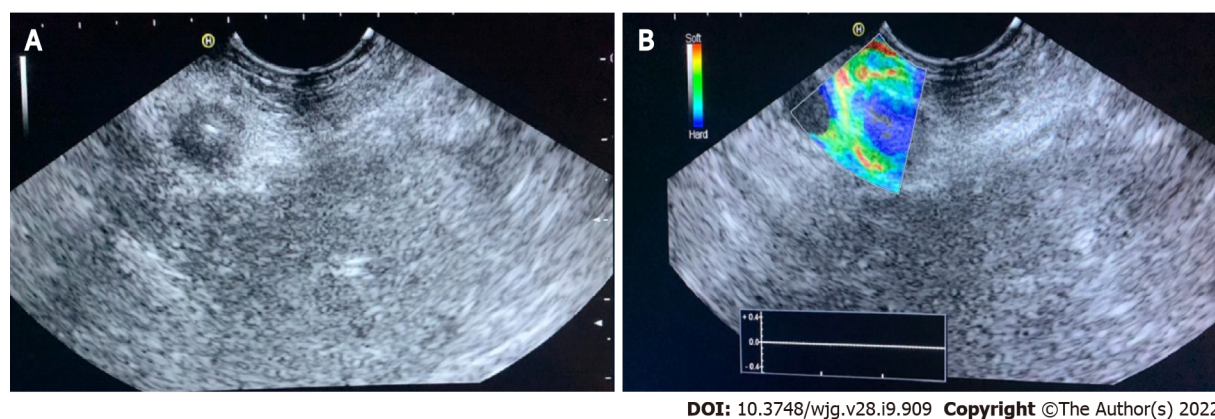 A
H
B
H
Soft
Hard
+ 0.4
0.0
- 0.4
DOI: 10.3748/wjg.v28.i9.909 Copyright ©The Author(s) 2022